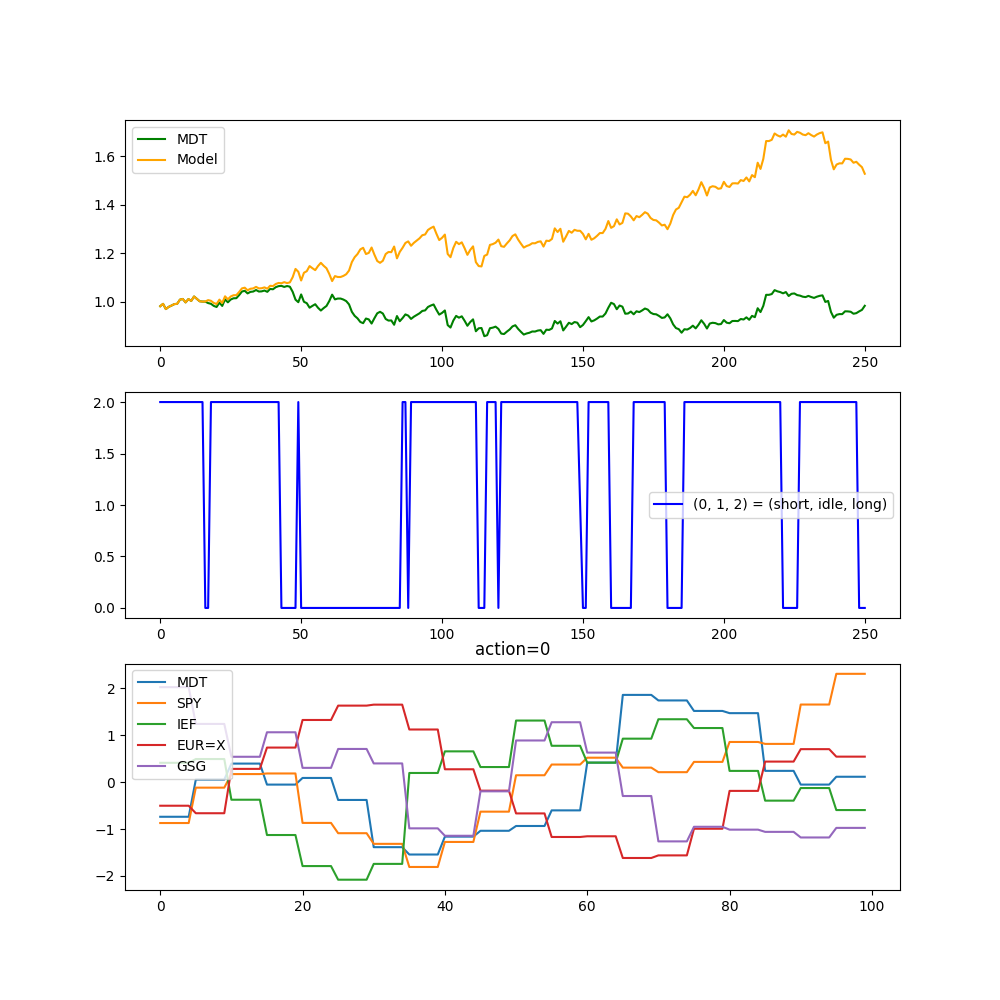 MDT
Model
1.6
1.4
1.2
1.0
0 50 100 150 200 250
2.0
1.5
1.0
0.5
0.0
(0, 1, 2) = (short, idle, long)
0 50 100 150 200 250
action=0
MDT
SPY
IEF
EUR=X
GSG
2
1
0
−1
−2
0 20 40 60 80 100